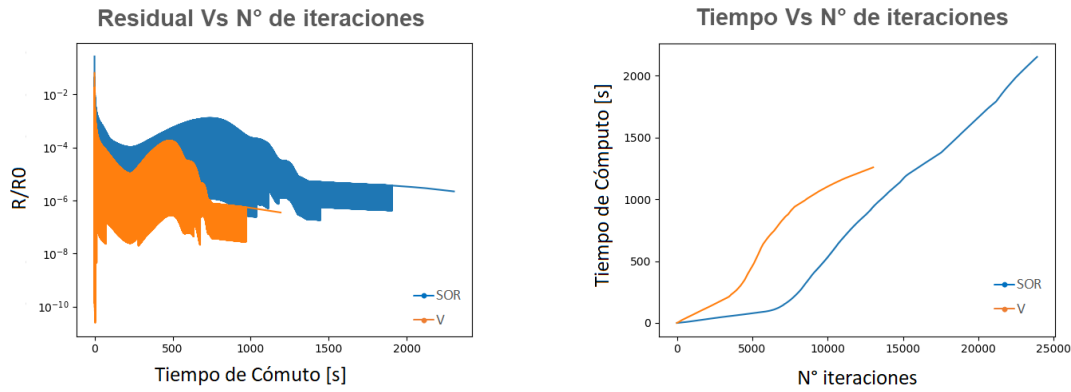 Residual Vs N° de iteraciones
R/R0
10⁻²
10⁻⁴
10⁻⁶
10⁻⁸
10⁻¹⁰
SOR
V
0
500
1000
1500
2000
Tiempo de Cómuto [s]
Tiempo Vs N° de iteraciones
Tiempo de Cómputo [s]
2000
1500
1000
500
0
SOR
V
0
5000
10000
15000
20000
25000
N° iteraciones